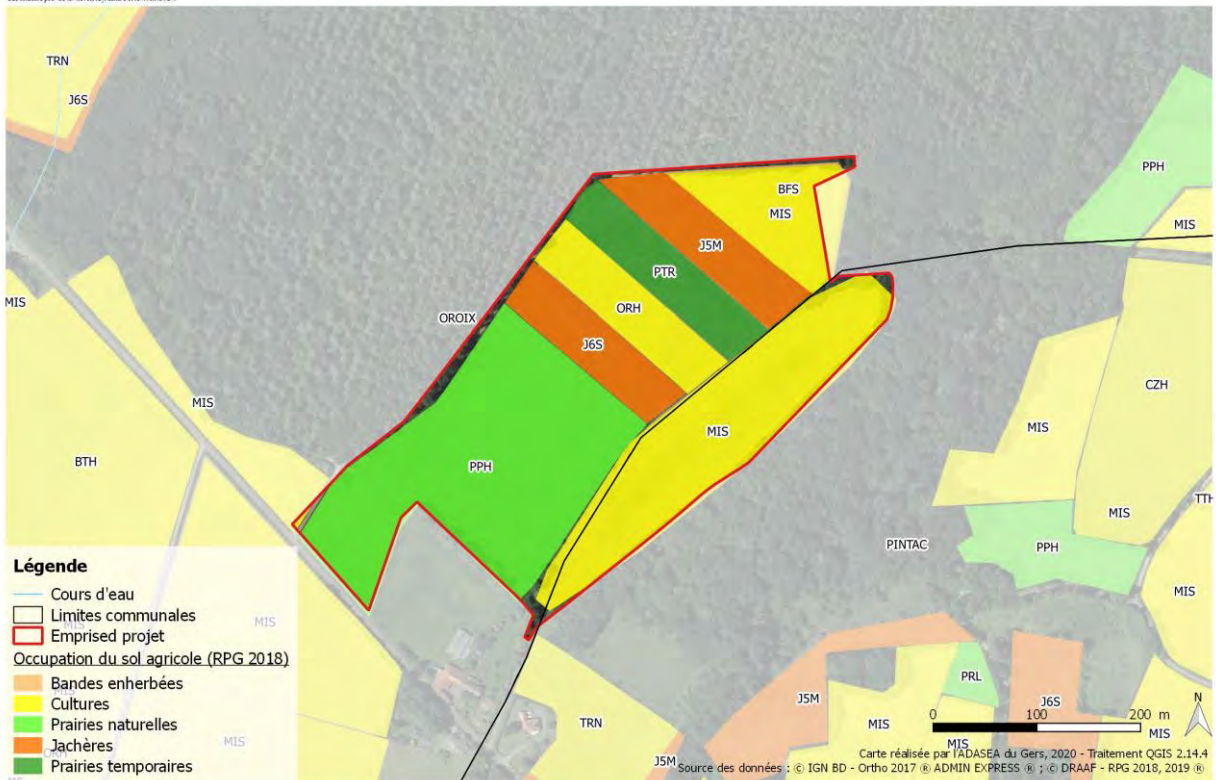 TRN
J6S
PPH
BFS
MIS
MIS
J5M
PTR
MIS
ORH
OROIX
J6S
CZH
MIS
MIS
MIS
BTH
PPH
TTH
MIS
PINTAC
PPH
MIS
Légende
Cours d'eau
Limites communales
MIS
MIS
Emprised projet
Occupation du sol agricole (RPG 2018)
Bandes enherbées
MIS
Cultures
Prairies naturelles
Jachères
ORH
MIS
Prairies temporaires
PRL
J5M
J6S
N
TRN
MIS
0 100 200 m
MIS
MIS
J5M
Carte réalisée par l'ADASEA du Gers, 2020 - Traitement QGIS 2.14.4
Source des données : © IGN BD - Ortho 2017 ® ADMIN EXPRESS ® ; © DRAAF - RPG 2018, 2019 ®